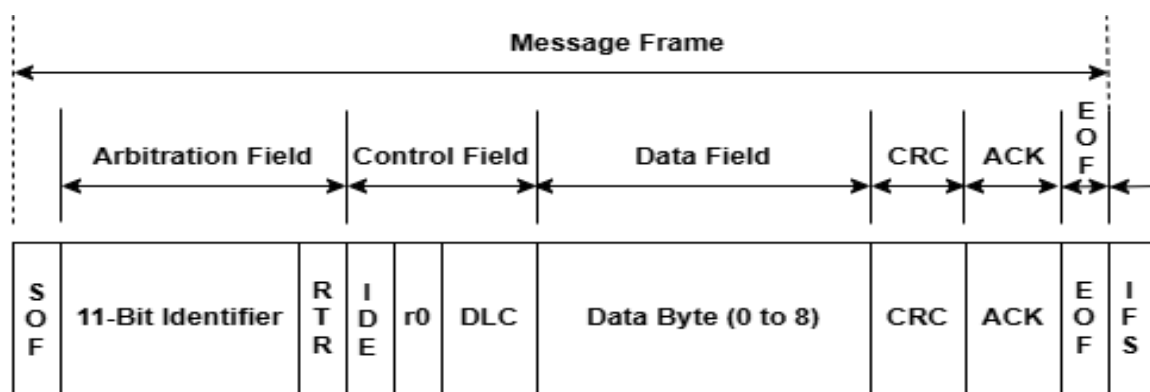 Message Frame
Arbitration Field Control Field Data Field CRC ACK EOF
SOF 11-Bit Identifier RTR IDE r0 DLC Data Byte (0 to 8) CRC ACK EOF IFS